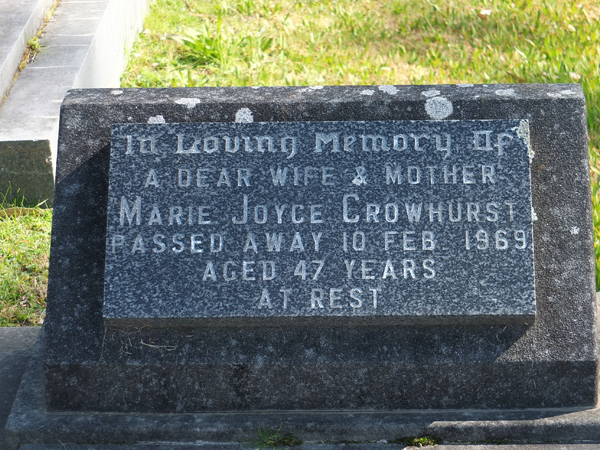 In Loving Memory Of
A DEAR WIFE & MOTHER
MARIE JOYCE CROWHURST
PASSED AWAY 10 FEB 1969
AGED 47 YEARS
AT REST